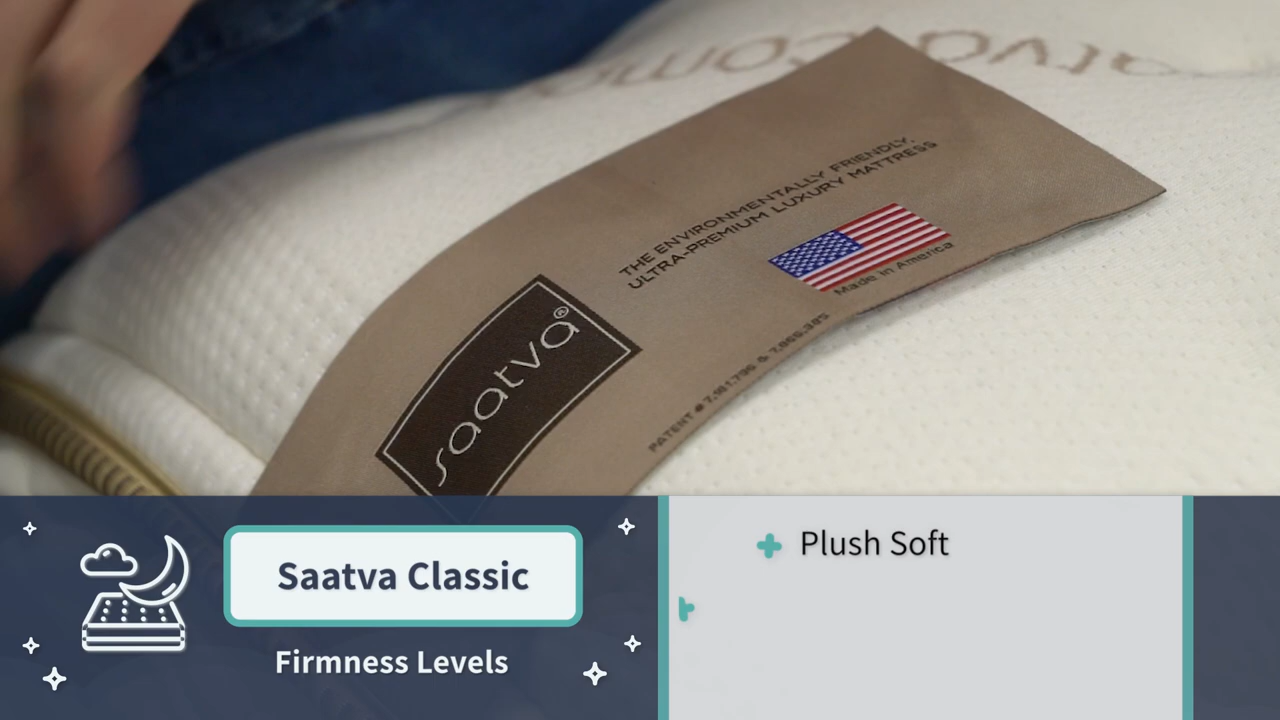 THE ENVIRONMENTALLY FRIENDLY,
ULTRA-PREMIUM LUXURY MATTRESS
Made in America
saatva®
Saatva Classic
Firmness Levels
Plush Soft